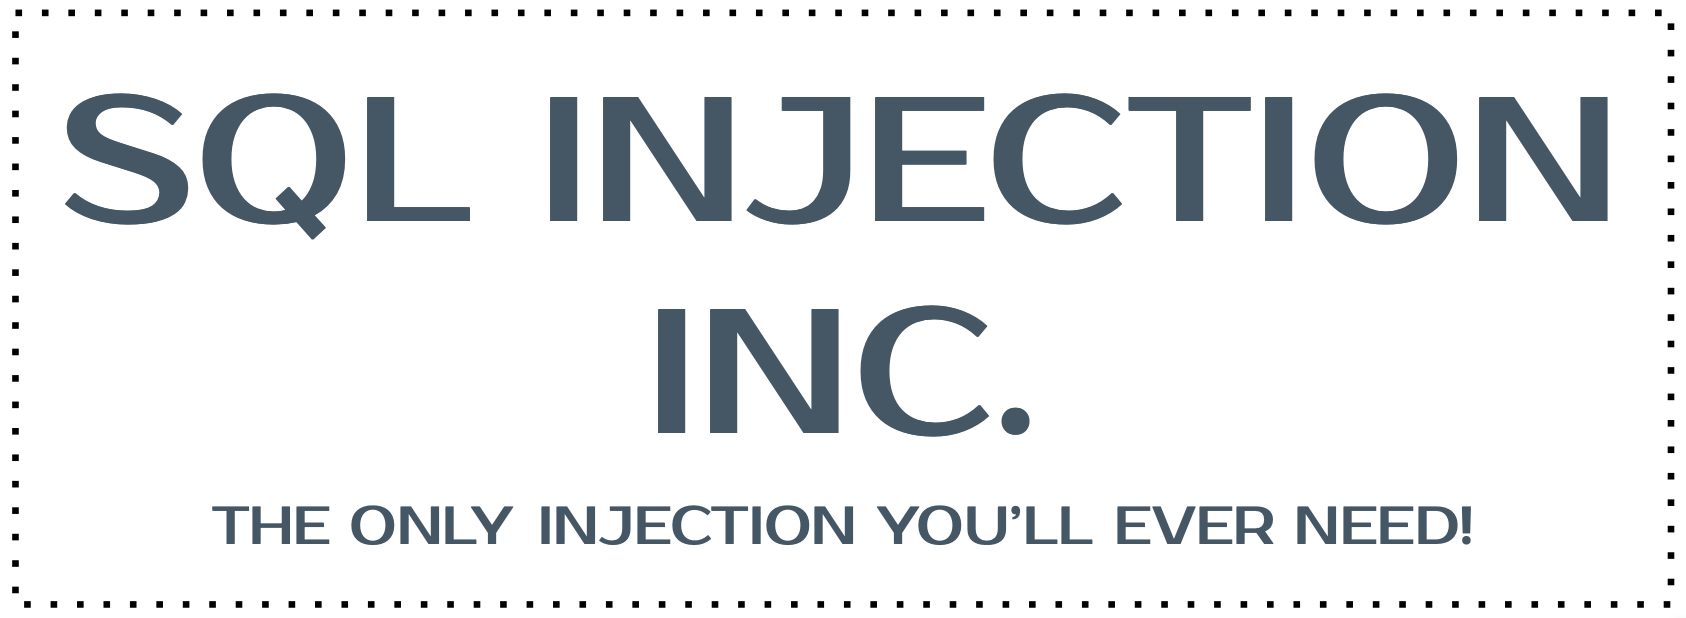 SQL INJECTION
INC.
THE ONLY INJECTION YOU’LL EVER NEED!